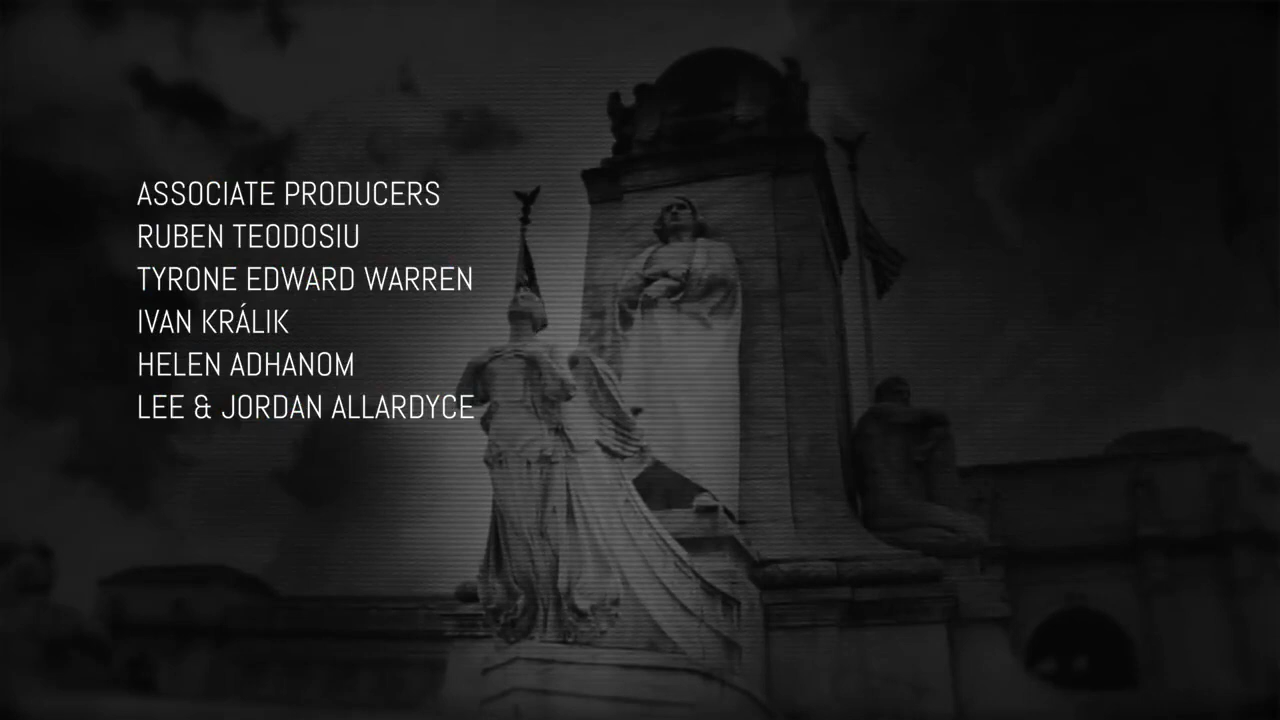 ASSOCIATE PRODUCERS
RUBEN TEODOSIU
TYRONE EDWARD WARREN
IVAN KRÁLIK
HELEN ADHANOM
LEE & JORDAN ALLARDYCE